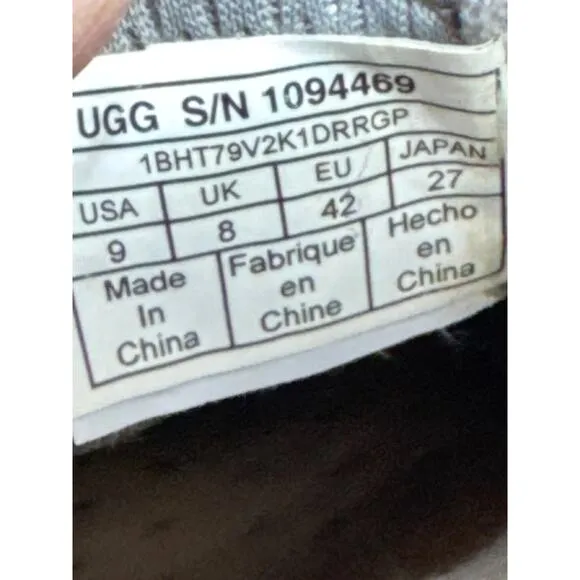 UGG S/N 1094469
1BHT79V2K1DRRGP
USA UK EU JAPAN
9 8 42 27
Made Fabrique Hecho
In en en
China Chine China